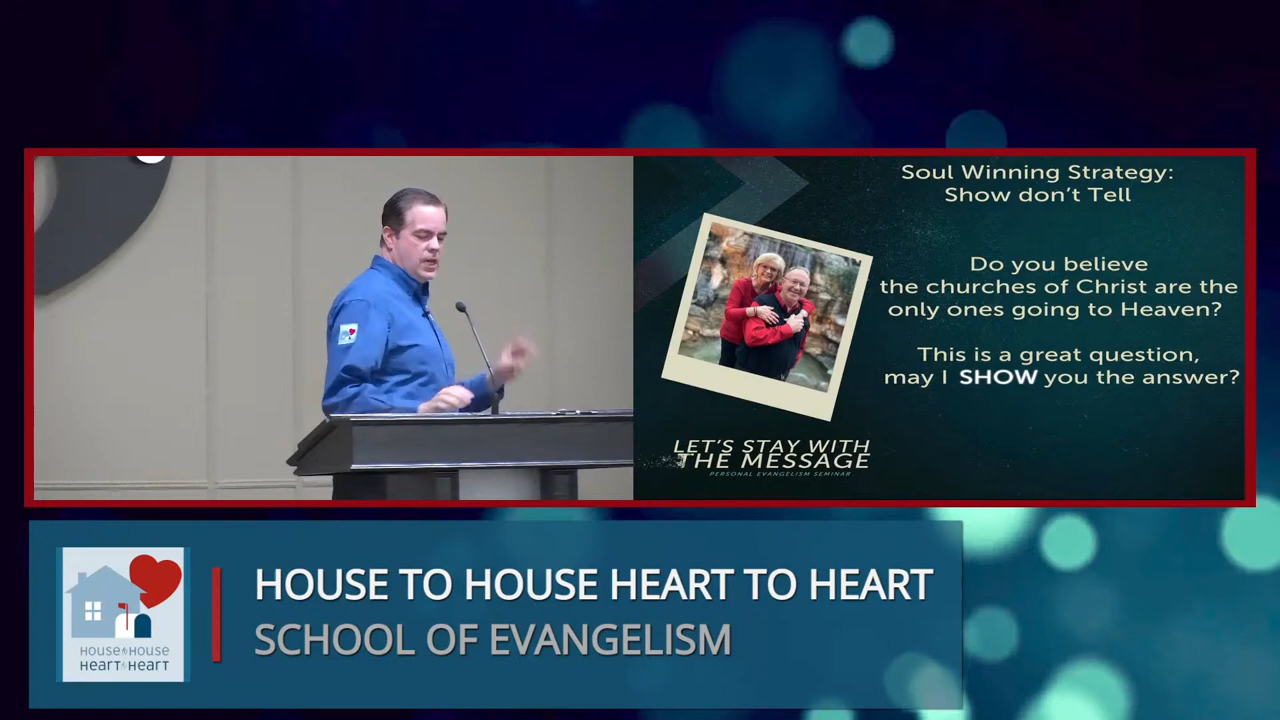 Soul Winning Strategy:
Show don't Tell
Do you believe
the churches of Christ are the
only ones going to Heaven?
This is a great question,
may I SHOW you the answer?
LET'S STAY WITH
THE MESSAGE
PERSONAL EVANGELISM SEMINAR
HOUSE TO HOUSE HEART TO HEART
SCHOOL OF EVANGELISM
HOUSE TO HOUSE
HEART TO HEART